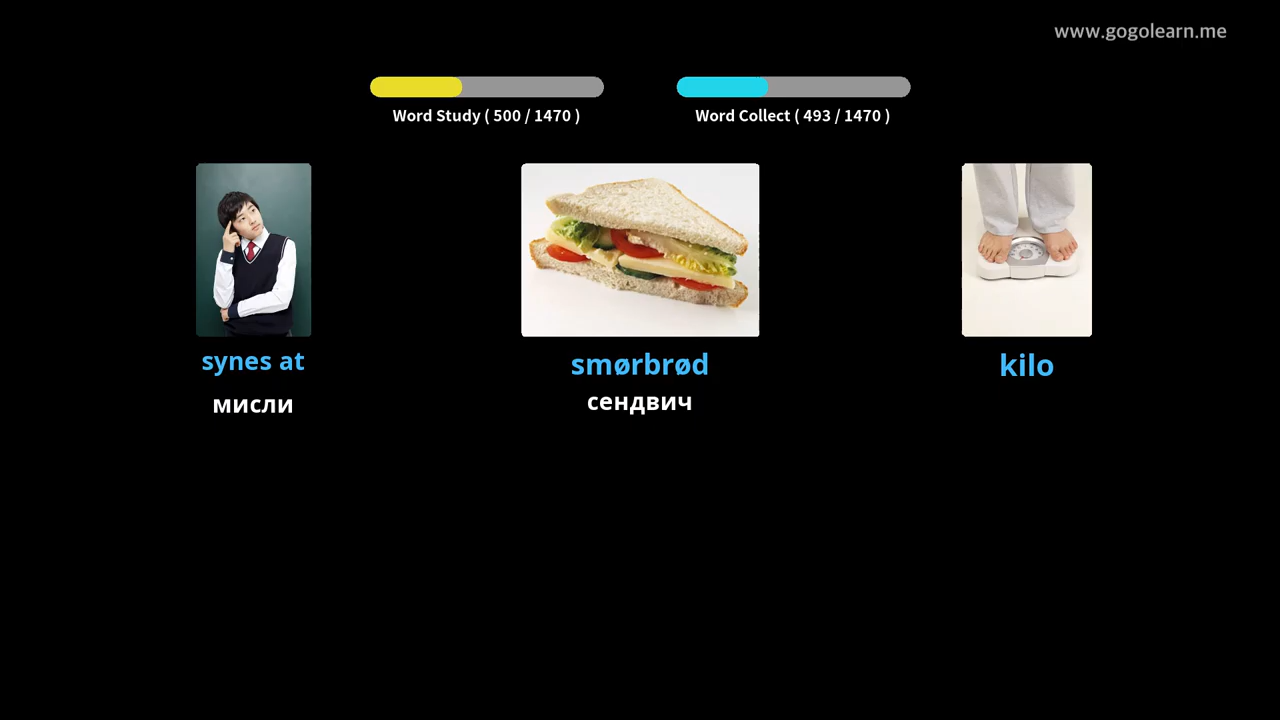 www.gogolearn.me
Word Study ( 500 / 1470 )
Word Collect ( 493 / 1470 )
synes at
smørbrød
kilo
мисли
сендвич